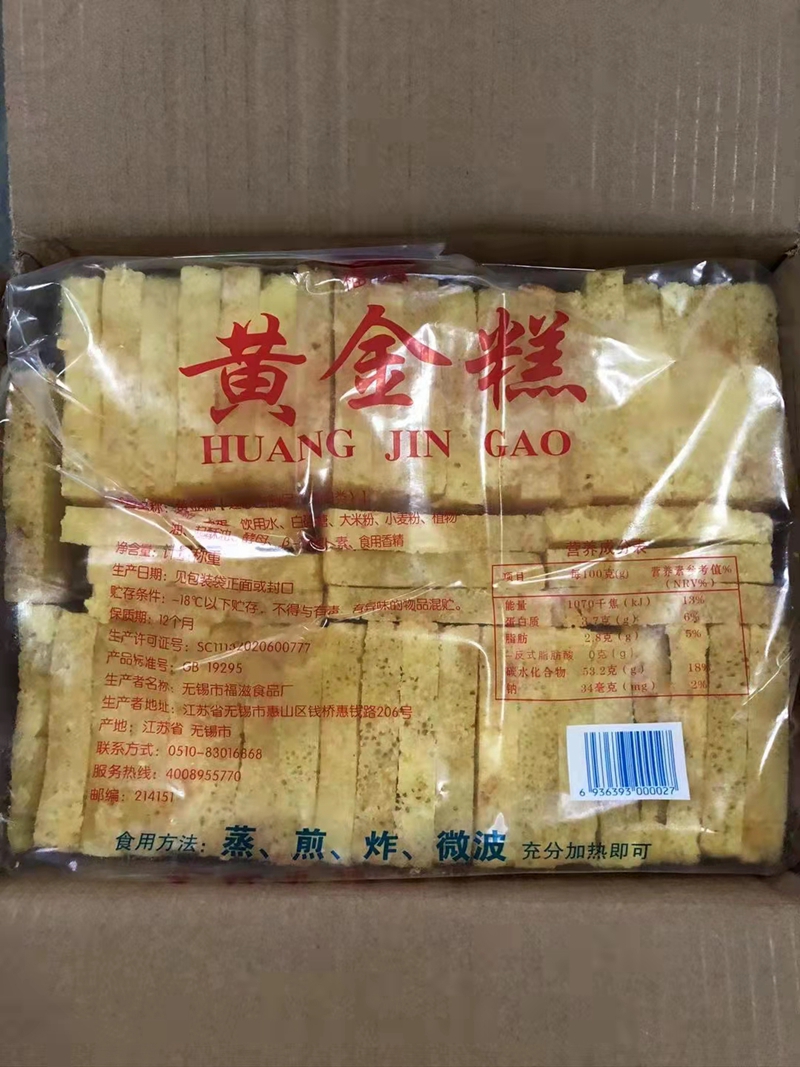 黄金糕
HUANG JIN GAO
饮用水、白砂糖、大米粉、小麦粉、植物
油、食用香精
净含量：计量称重
生产日期：见包装袋正面或封口
贮存条件：-18℃以下贮存，不得与有毒、有异味的物品混贮。
保质期：12个月
生产许可证号：SC11132020600777
产品标准号：GB 19295
生产者名称：无锡市福滋食品厂
生产者地址：江苏省无锡市惠山区钱桥惠钱路206号
产地：江苏省 无锡市
联系方式：0510-83016868
服务热线：4008955770
邮编：214151
营养成分表
项目 每100克(g) 营养素参考值%(NRV%)
能量 1070千焦(kJ) 13%
蛋白质 3.7克(g) 6%
脂肪 2.8克(g) 5%
-反式脂肪酸 0克(g)
碳水化合物 53.2克(g) 18%
钠 34毫克(mg) 2%
6 936393 000027
食用方法：蒸、煎、炸、微波 充分加热即可